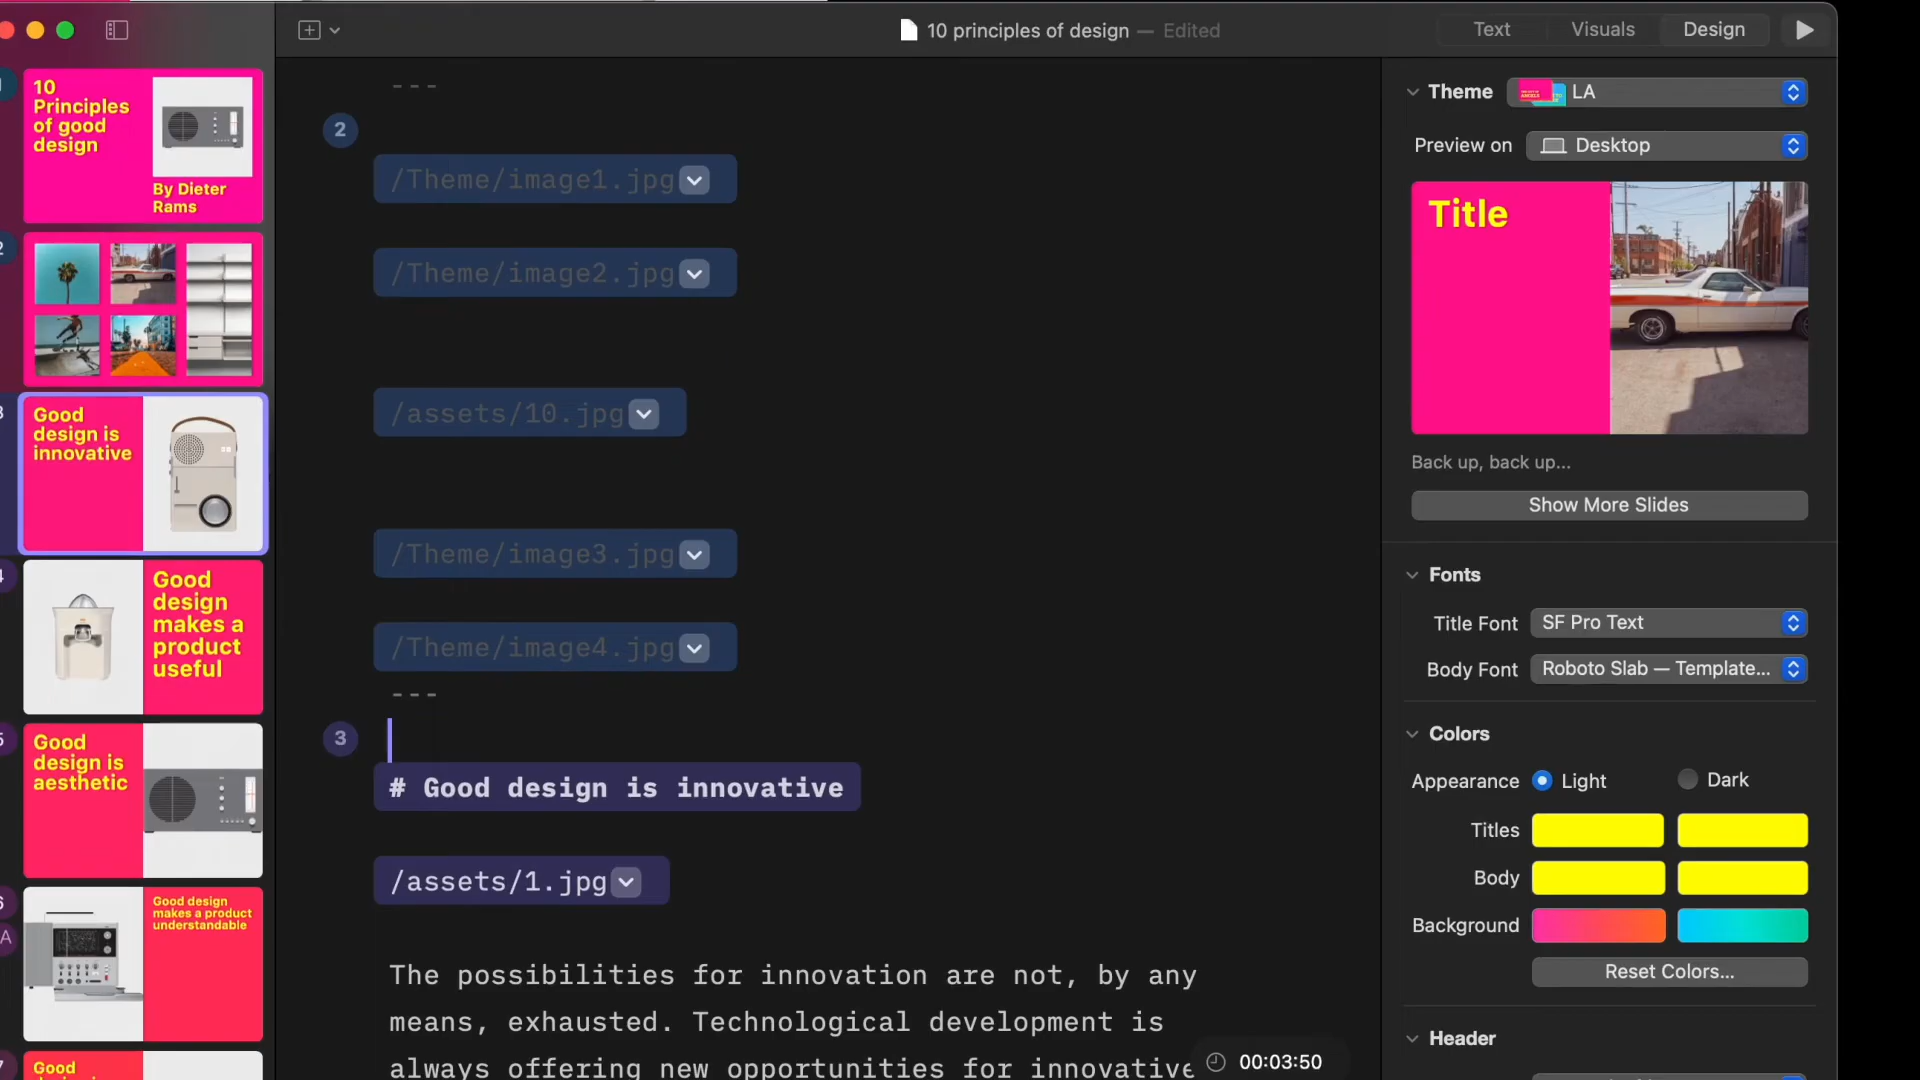 10 principles of design — Edited
Text
Visuals
Design
10
Principles
of good
design
By Dieter
Rams
2
Good
design is
innovative
4
Good
design
makes a
product
useful
5
Good
design is
aesthetic
6
A
Good design
makes a product
understandable
Good
---
2
/Theme/image1.jpg
/Theme/image2.jpg
/assets/10.jpg
/Theme/image3.jpg
/Theme/image4.jpg
---
3
# Good design is innovative
/assets/1.jpg
The possibilities for innovation are not, by any
means, exhausted. Technological development is
always offering new opportunities for innovative
00:03:50
Theme
LA
Preview on
Desktop
Title
Back up, back up...
Show More Slides
Fonts
Title Font
SF Pro Text
Body Font
Roboto Slab — Template...
Colors
Appearance
Light
Dark
Titles
Body
Background
Reset Colors...
Header